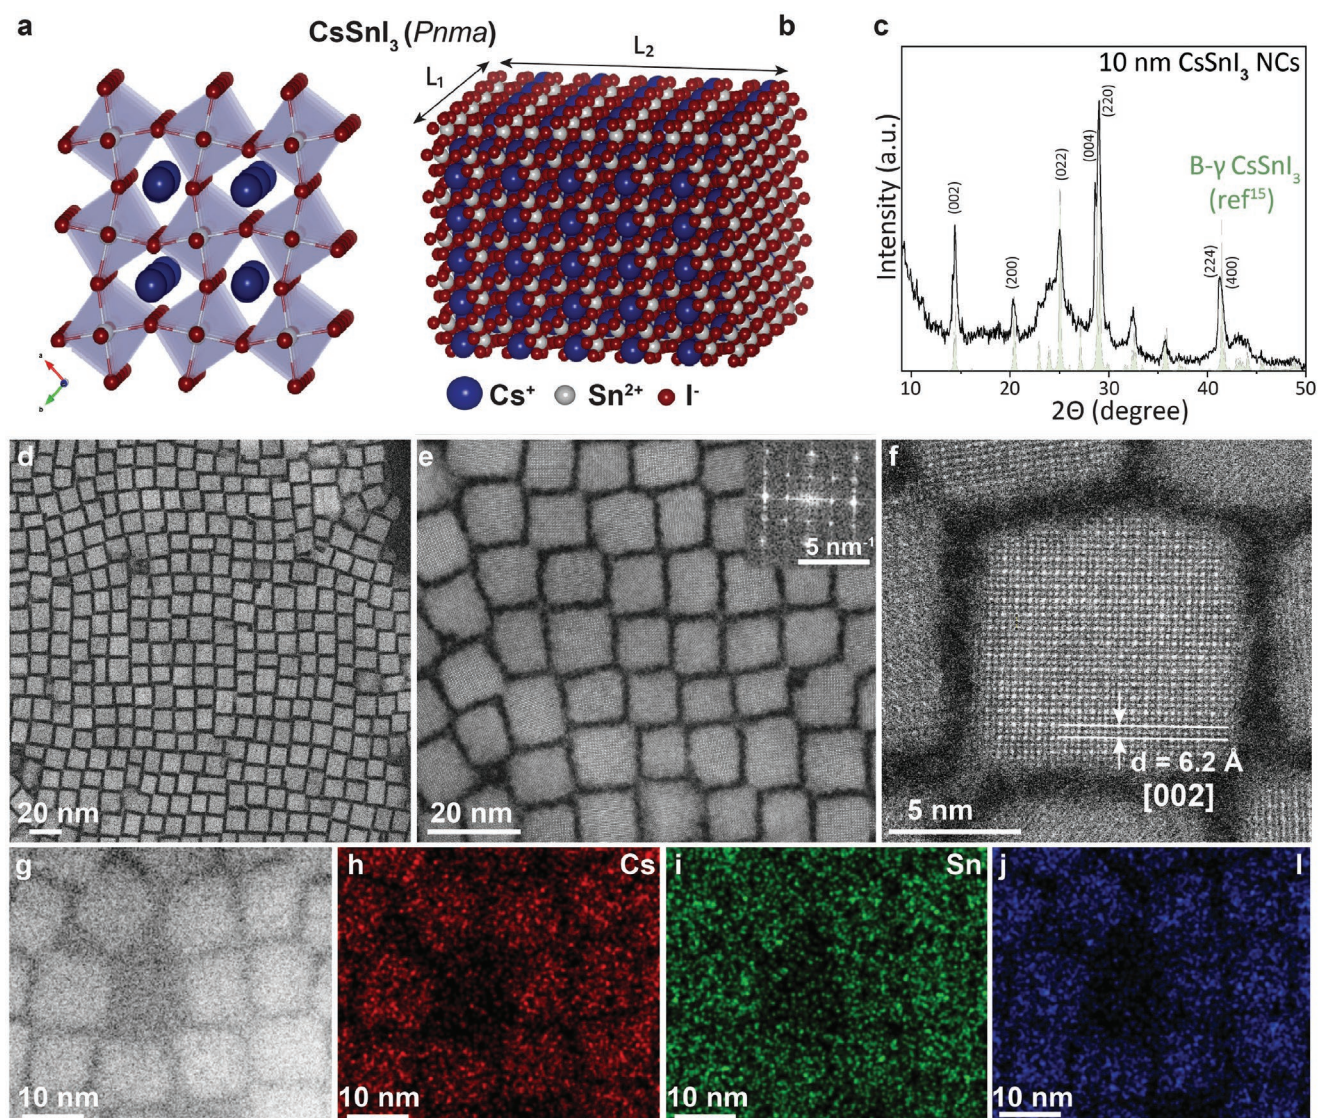 a
CsSnI₃ (Pnma)
b
L₁
L₂
a
b
Cs⁺ Sn²⁺ I⁻
c
10 nm CsSnI₃ NCs
Intensity (a.u.)
(002)
(200)
(022)
(004)
(220)
(224)
(400)
B-γ CsSnI₃
(ref¹⁵)
10 20 30 40 50
2Θ (degree)
d
20 nm
e
5 nm⁻¹
20 nm
f
d = 6.2 Å
[002]
5 nm
g
10 nm
h Cs
10 nm
i Sn
10 nm
j I
10 nm